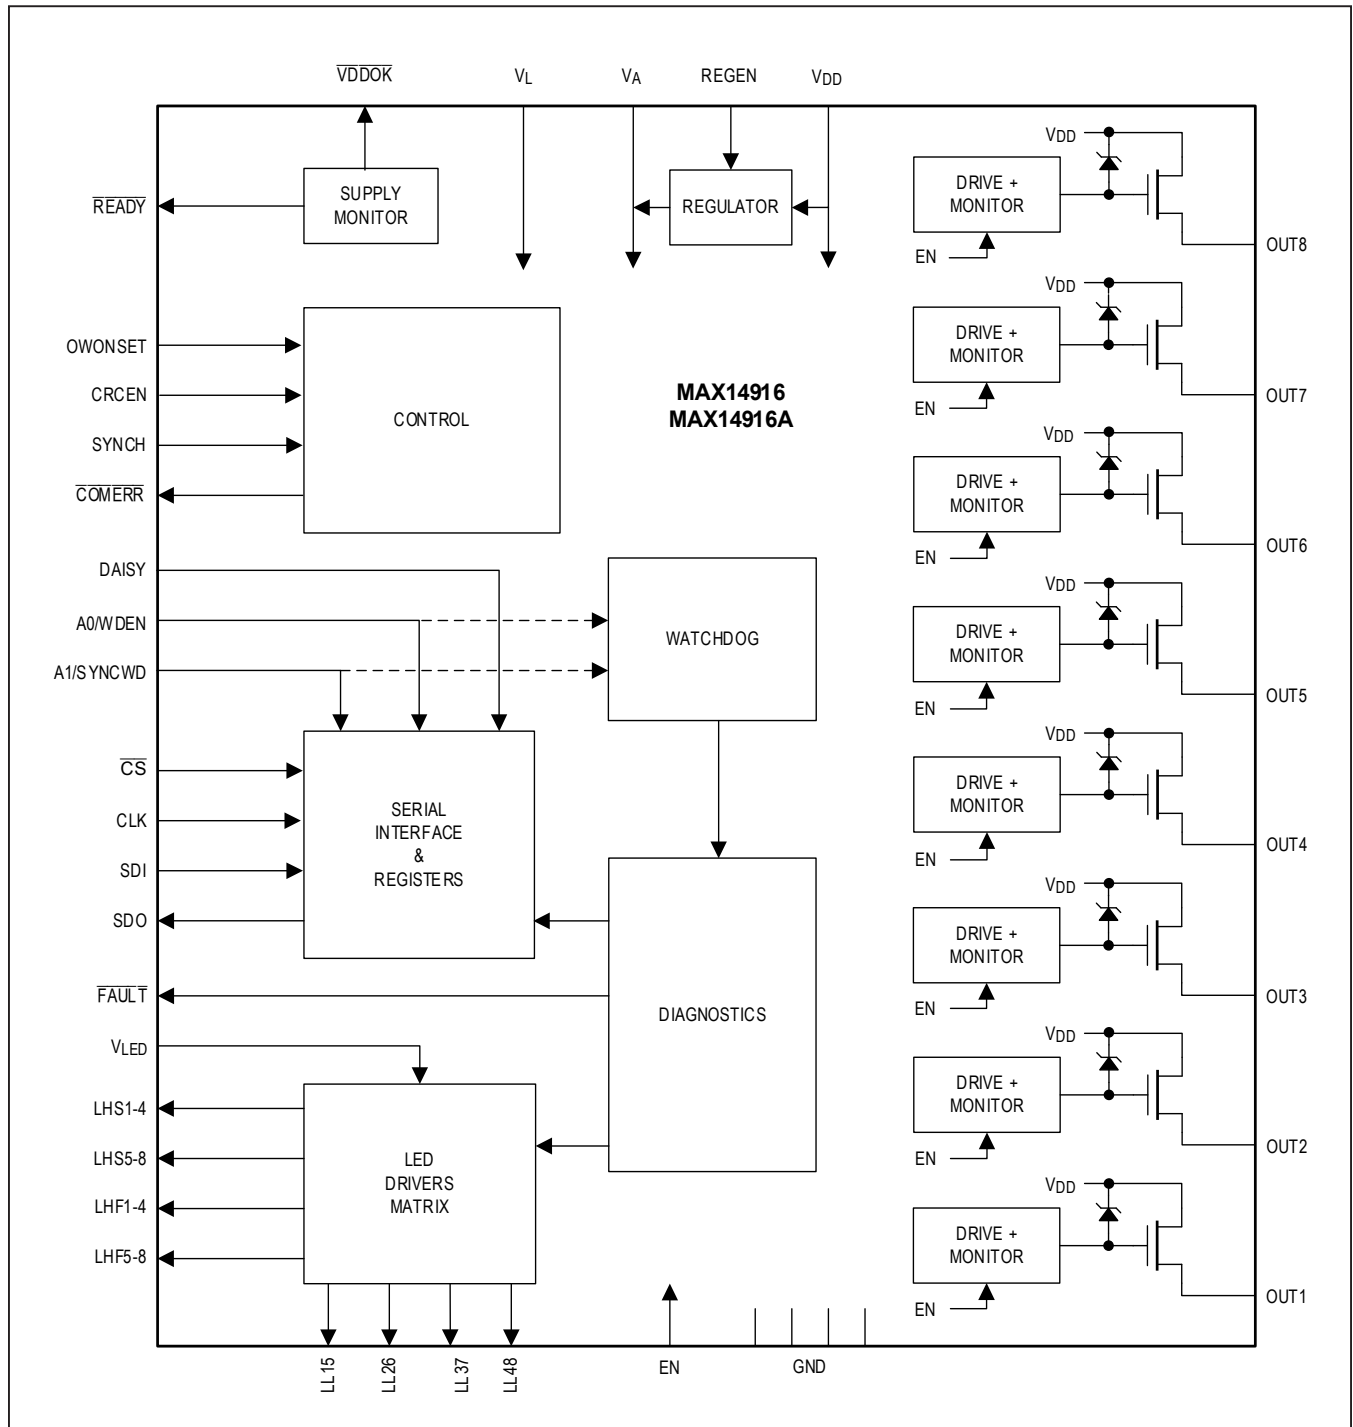 VDDOK
VL
VA
REGEN
VDD
READY
SUPPLY
MONITOR
REGULATOR
OWONSET
CRCEN
SYNCH
COMERR
CONTROL
MAX14916
MAX14916A
DAISY
A0/WDEN
A1/SYNCWD
WATCHDOG
CS
CLK
SDI
SDO
SERIAL
INTERFACE
&
REGISTERS
FAULT
DIAGNOSTICS
VLED
LHS1-4
LHS5-8
LHF1-4
LHF5-8
LED
DRIVERS
MATRIX
LL15
LL26
LL37
LL48
EN
GND
VDD
DRIVE +
MONITOR
EN
OUT8
VDD
DRIVE +
MONITOR
EN
OUT7
VDD
DRIVE +
MONITOR
EN
OUT6
VDD
DRIVE +
MONITOR
EN
OUT5
VDD
DRIVE +
MONITOR
EN
OUT4
VDD
DRIVE +
MONITOR
EN
OUT3
VDD
DRIVE +
MONITOR
EN
OUT2
VDD
DRIVE +
MONITOR
EN
OUT1